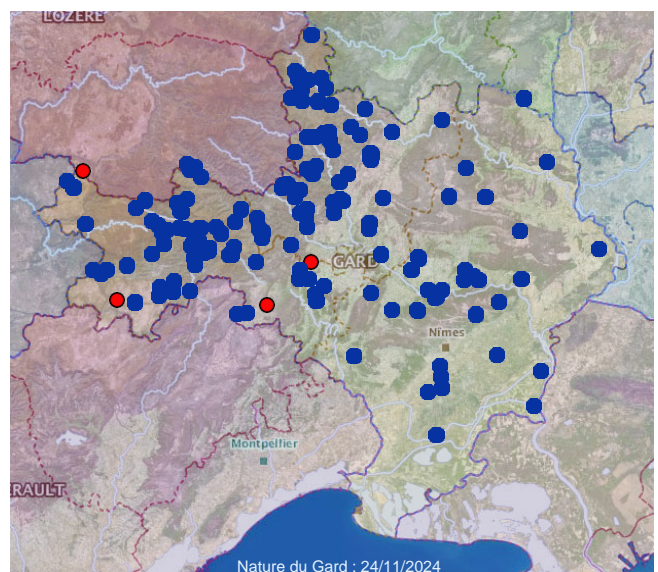 LOZERE
GARD
Nîmes
Montpellier
RAULT
Nature du Gard : 24/11/2024